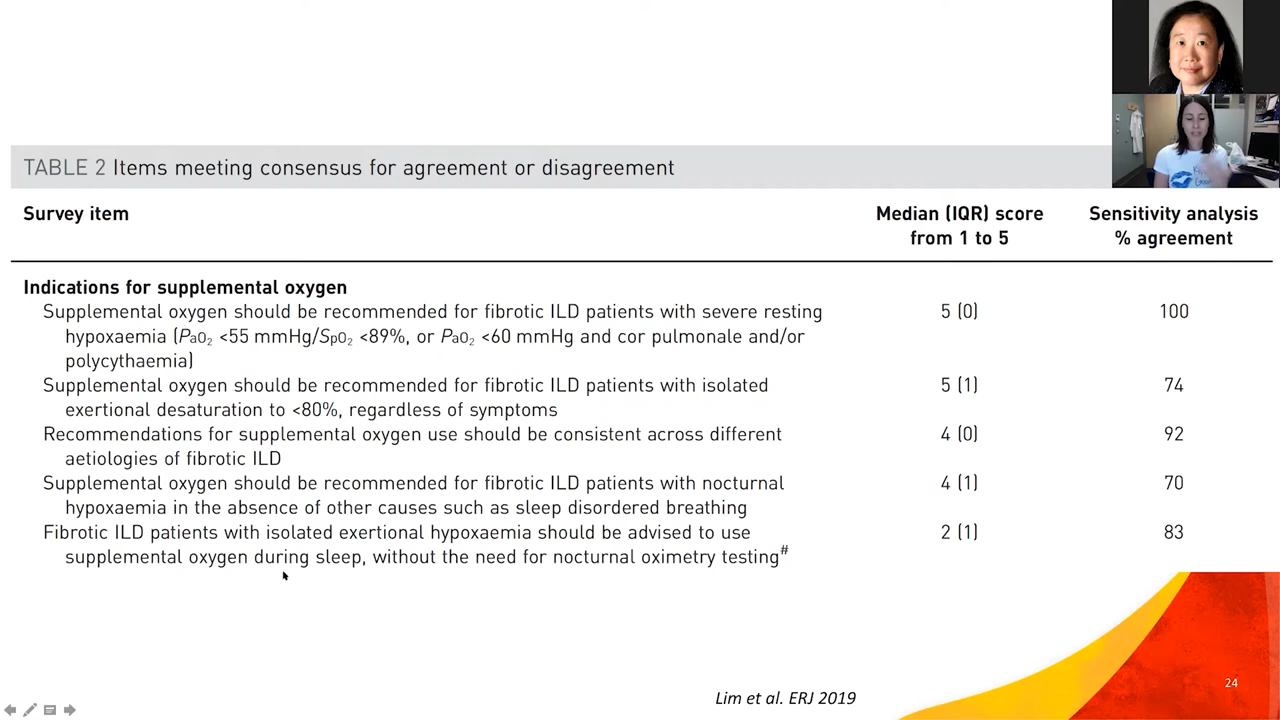 TABLE 2 Items meeting consensus for agreement or disagreement
Survey item
Median (IQR) score
from 1 to 5
Sensitivity analysis
% agreement
Indications for supplemental oxygen
Supplemental oxygen should be recommended for fibrotic ILD patients with severe resting
hypoxaemia (PaO2 <55 mmHg/SpO2 <89%, or PaO2 <60 mmHg and cor pulmonale and/or
polycythaemia)
5 (0)
100
Supplemental oxygen should be recommended for fibrotic ILD patients with isolated
exertional desaturation to <80%, regardless of symptoms
5 (1)
74
Recommendations for supplemental oxygen use should be consistent across different
aetiologies of fibrotic ILD
4 (0)
92
Supplemental oxygen should be recommended for fibrotic ILD patients with nocturnal
hypoxaemia in the absence of other causes such as sleep disordered breathing
4 (1)
70
Fibrotic ILD patients with isolated exertional hypoxaemia should be advised to use
supplemental oxygen during sleep, without the need for nocturnal oximetry testing#
2 (1)
83
Lim et al. ERJ 2019
24